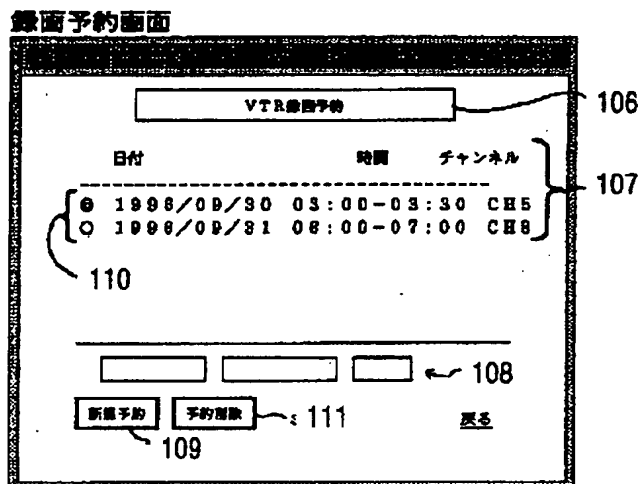 録画予約画面
VTR録画予約
106
日付 時間 チャンネル
107
1996/09/30 03:00-03:30 CH5
1996/09/31 06:00-07:00 CH8
110
108
新規予約 予約削除 111 戻る
109